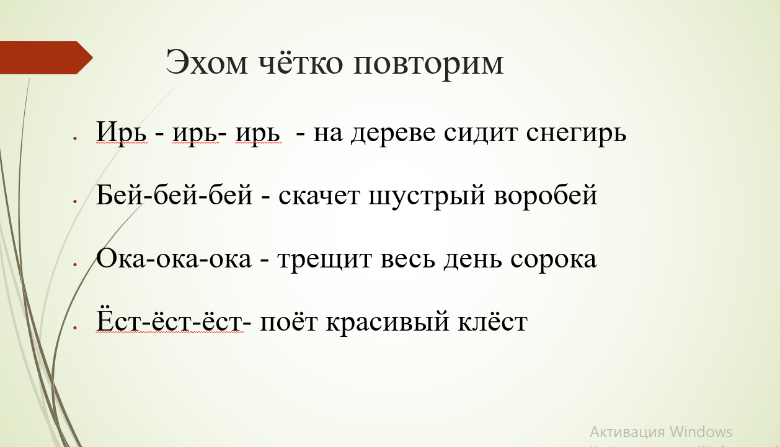 Эхом чётко повторим
Ирь - ирь- ирь - на дереве сидит снегирь
Бей-бей-бей - скачет шустрый воробей
Ока-ока-ока - трещит весь день сорока
Ёст-ёст-ёст- поёт красивый клёст
Активация Windows